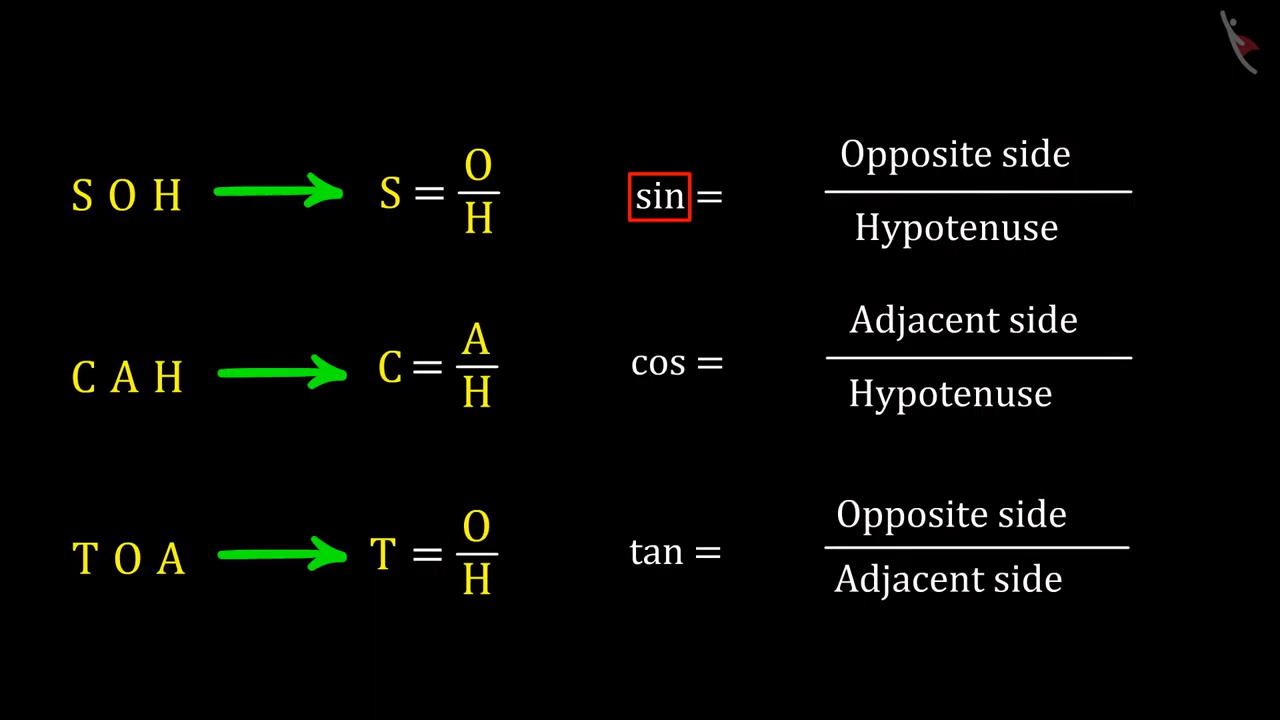 S O H S = O/H sin = Opposite side / Hypotenuse
C A H C = A/H cos = Adjacent side / Hypotenuse
T O A T = O/H tan = Opposite side / Adjacent side